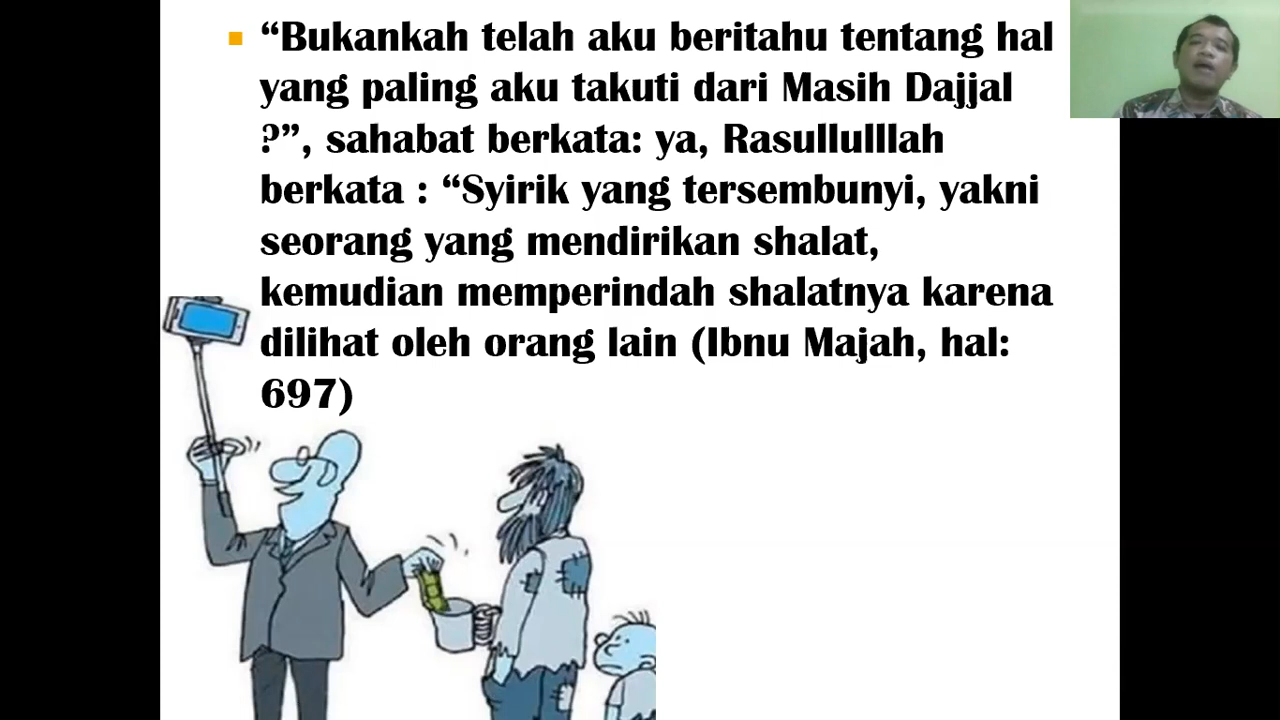 “Bukankah telah aku beritahu tentang hal
yang paling aku takuti dari Masih Dajjal
?”, sahabat berkata: ya, Rasullulllah
berkata : “Syirik yang tersembunyi, yakni
seorang yang mendirikan shalat,
kemudian memperindah shalatnya karena
dilihat oleh orang lain (Ibnu Majah, hal:
697)